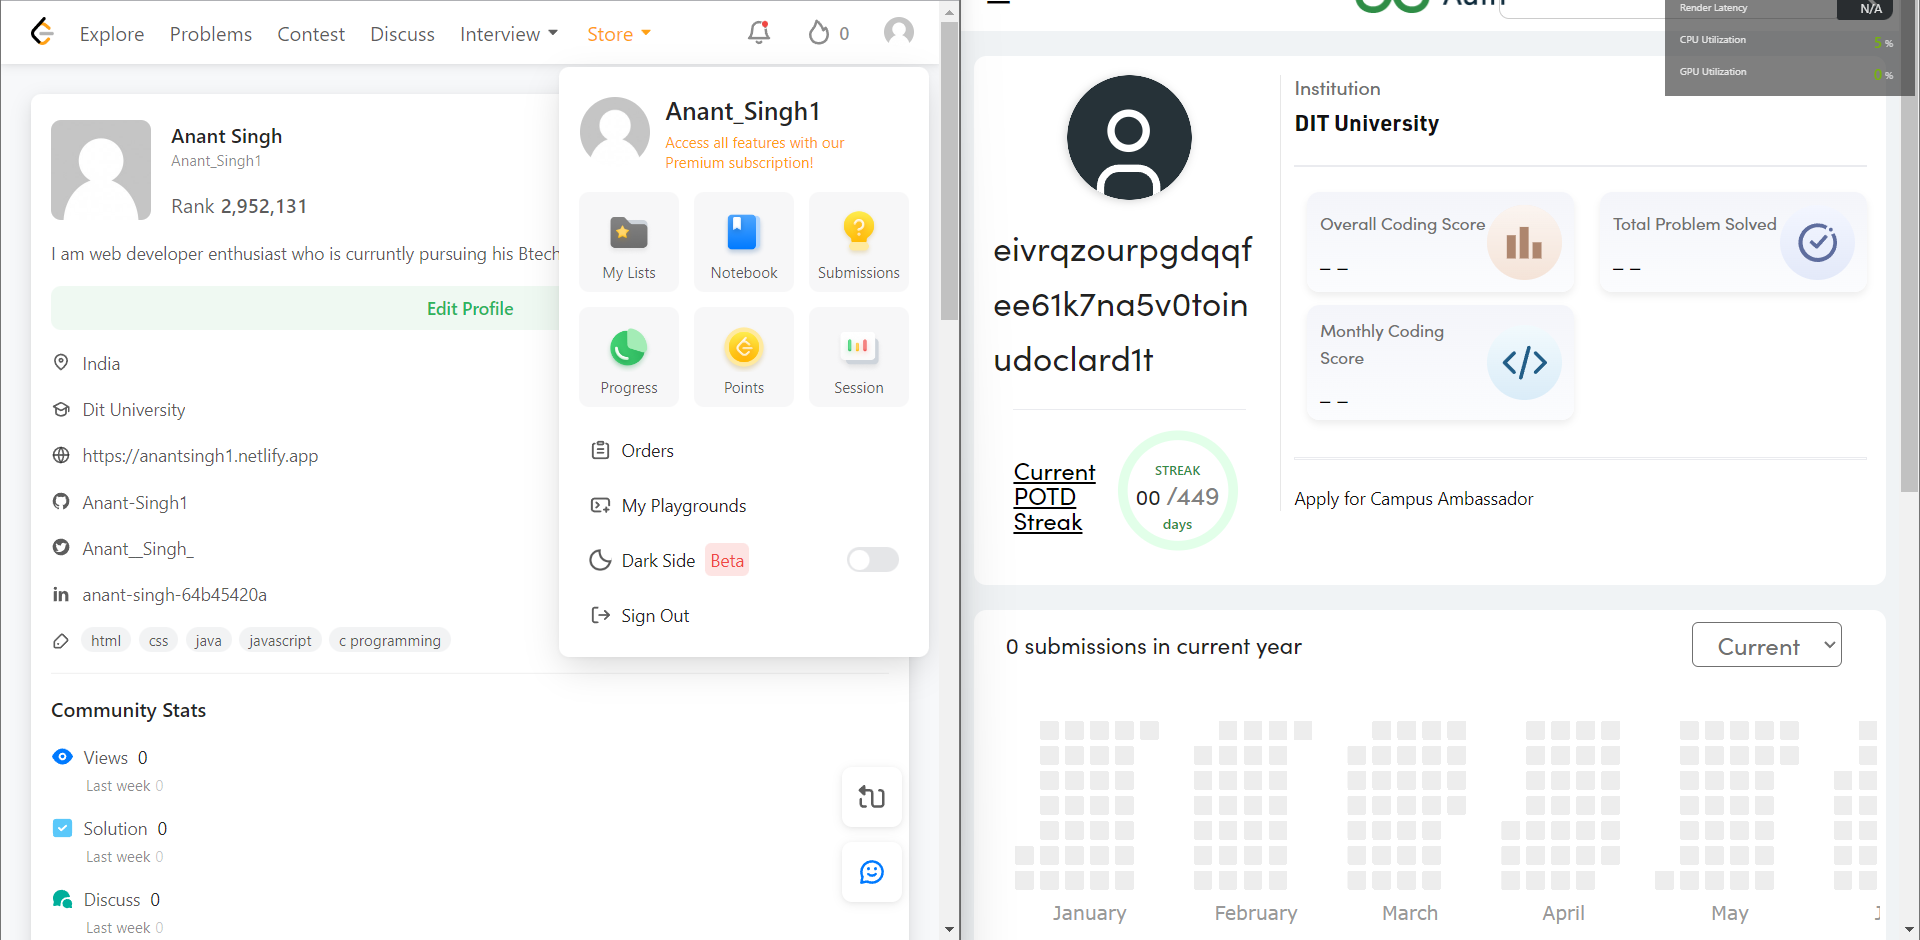 Explore Problems Contest Discuss Interview Store 0
Anant Singh
Anant_Singh1
Rank 2,952,131
I am web developer enthusiast who is curruntly pursuing his Btech
Edit Profile
India
Dit University
https://anantsingh1.netlify.app
Anant-Singh1
Anant__Singh_
anant-singh-64b45420a
html css java javascript c programming
Community Stats
Views 0
Last week 0
Solution 0
Last week 0
Discuss 0
Last week 0
Anant_Singh1
Access all features with our
Premium subscription!
My Lists Notebook Submissions
Progress Points Session
Orders
My Playgrounds
Dark Side Beta
Sign Out
Render Latency N/A
CPU Utilization 5 %
GPU Utilization 0 %
eivrqzourpgdqqf
ee61k7na5v0toin
udoclard1t
Current
POTD
Streak
STREAK
00 /449
days
Institution
DIT University
Overall Coding Score
_ _
Total Problem Solved
_ _
Monthly Coding
Score
_ _
Apply for Campus Ambassador
0 submissions in current year
Current
January February March April May